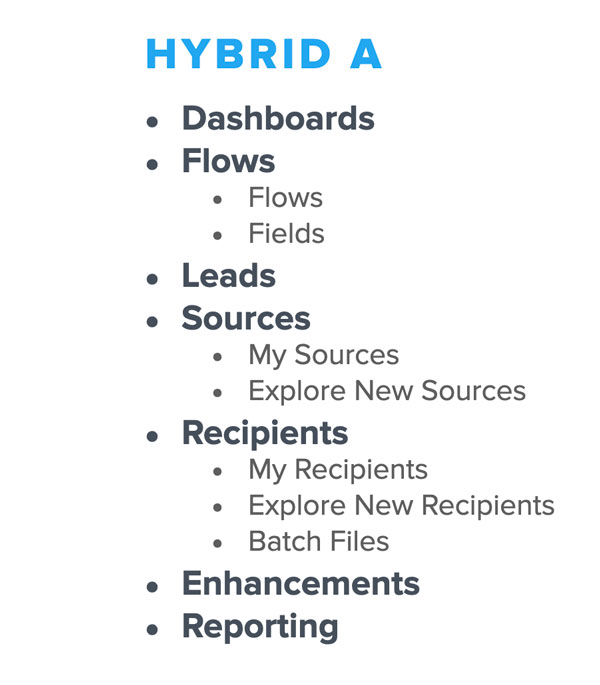 HYBRID A
• Dashboards
• Flows
• Flows
• Fields
• Leads
• Sources
• My Sources
• Explore New Sources
• Recipients
• My Recipients
• Explore New Recipients
• Batch Files
• Enhancements
• Reporting